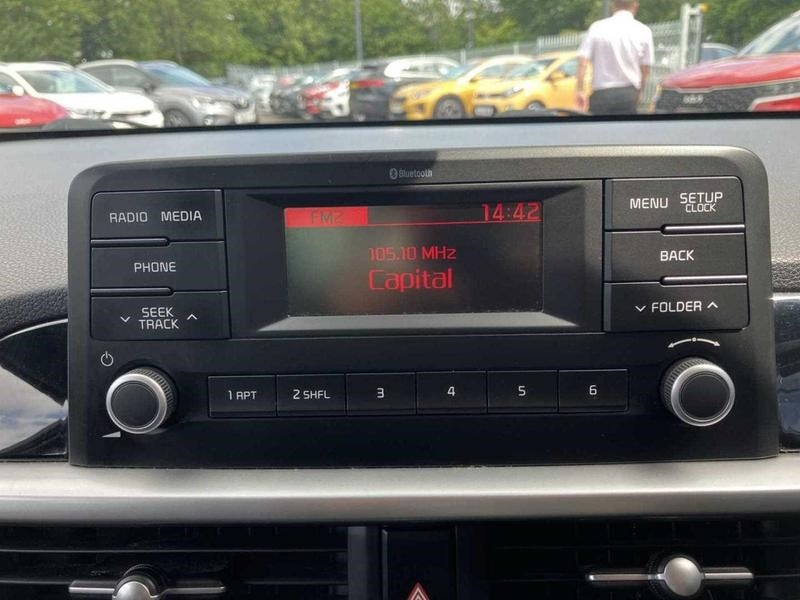 Bluetooth
RADIO MEDIA
PHONE
SEEK
TRACK
FM2 14:42
105.10 MHz
Capital
MENU SETUP
CLOCK
BACK
FOLDER
1 APT 2 SHFL 3 4 5 6